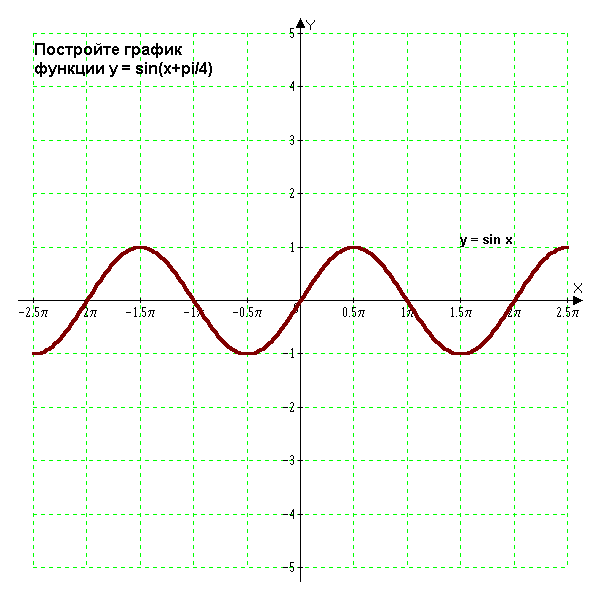 Y
5
Постройте график
функции y = sin(x+pi/4)
4
3
2
1
y = sin x
X
-2.5π -2π -1.5π -1π -0.5π 0 0.5π 1π 1.5π 2π 2.5π
-1
-2
-3
-4
-5